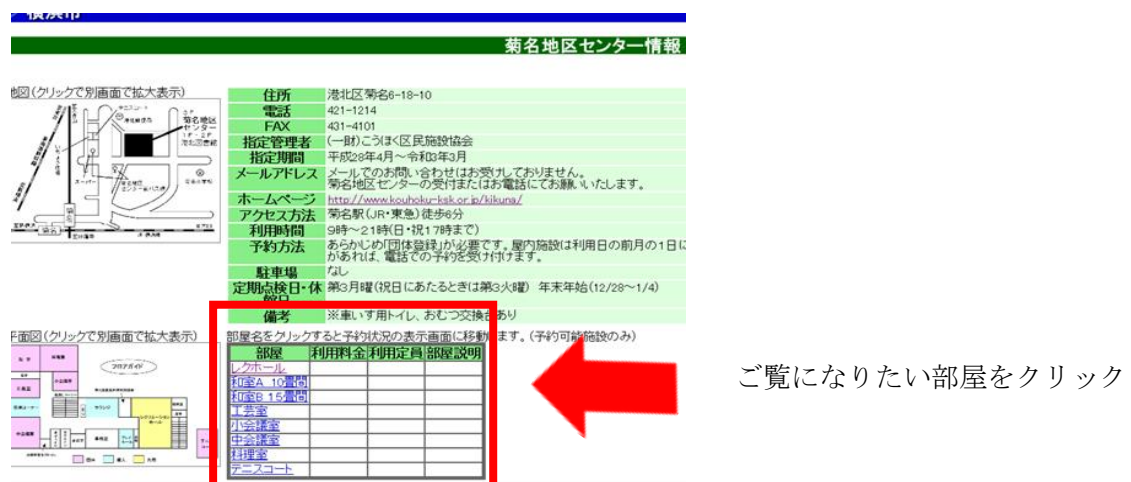 横浜市
菊名地区センター情報
地図(クリックで別画面で拡大表示)
住所 港北区菊名6-18-10
電話 421-1214
FAX 431-4101
指定管理者 (一財)こうほく区民施設協会
指定期間 平成28年4月～令和3年3月
メールアドレス メールでのお問い合わせはお受けしておりません。
菊名地区センターの受付またはお電話にてお願いいたします。
ホームページ http://www.kouhoku-ksk.or.jp/kikuna/
アクセス方法 菊名駅(JR・東急)徒歩6分
利用時間 9時～21時(日・祝17時まで)
予約方法 あらかじめ「団体登録」が必要です。屋内施設は利用日の前月の1日に
があれば、電話での予約を受け付けます。
駐車場 なし
定期点検日・休館日 第3月曜(祝日にあたるときは第3火曜) 年末年始(12/28～1/4)
備考 ※車いす用トイレ、おむつ交換台あり
平面図(クリックで別画面で拡大表示)
部屋名をクリックすると予約状況の表示画面に移動します。(予約可能施設のみ)
部屋 利用料金 利用定員 部屋説明
レクホール
和室A 10畳間
和室B 15畳間
工芸室
小会議室
中会議室
料理室
テニスコート
フロアガイド
菊名地区センター
1F・2F
港北図書館
ご覧になりたい部屋をクリック